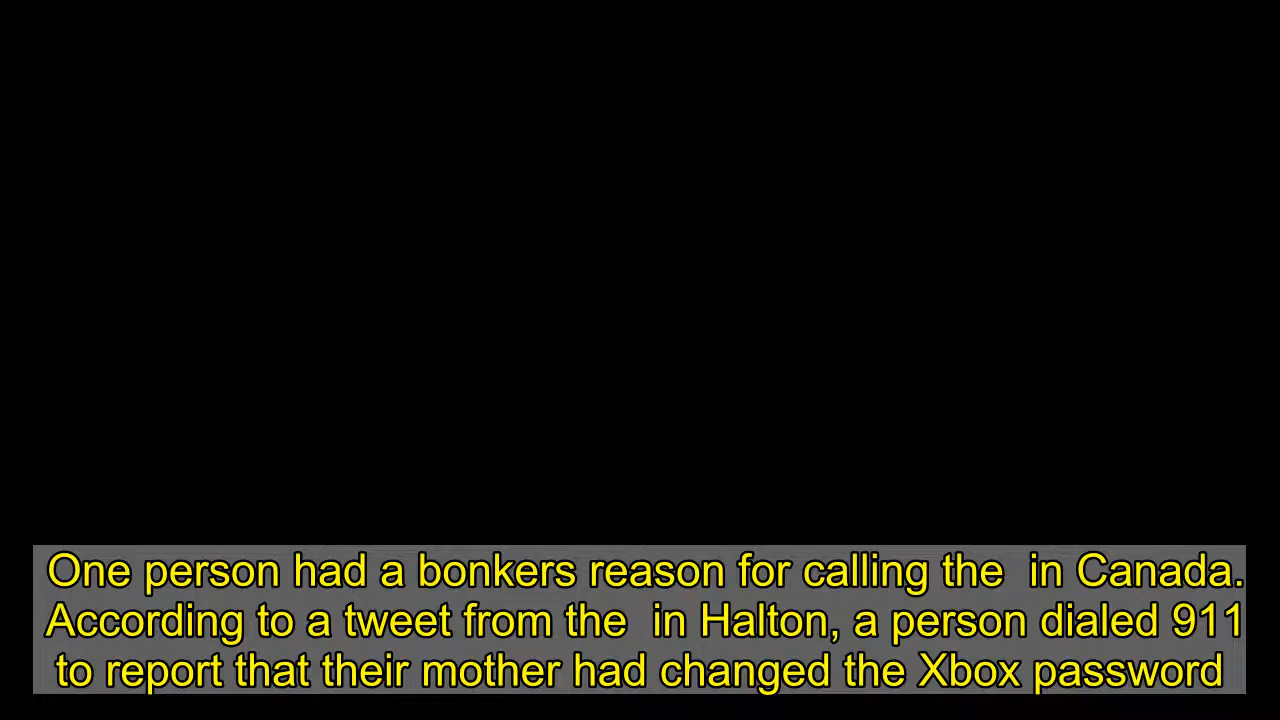 One person had a bonkers reason for calling the  in Canada.
According to a tweet from the  in Halton, a person dialed 911
to report that their mother had changed the Xbox password